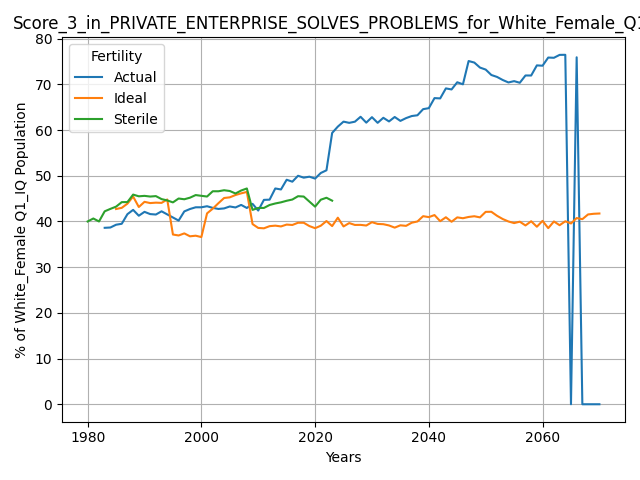 Score_3_in_PRIVATE_ENTERPRISE_SOLVES_PROBLEMS_for_White_Female_Q1
80
70
60
50
40
30
20
10
0
% of White_Female Q1_IQ Population
Fertility
Actual
Ideal
Sterile
1980
2000
2020
2040
2060
Years